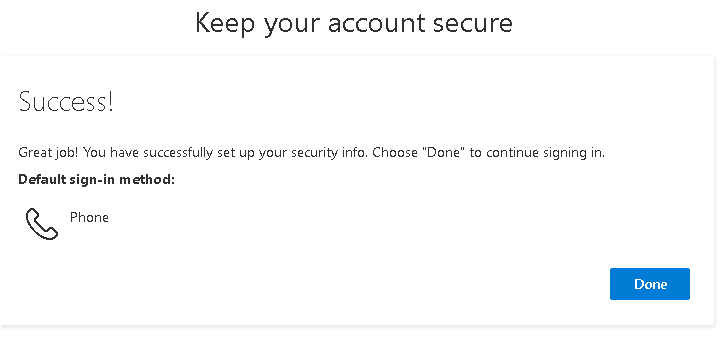 Keep your account secure
Success!
Great job! You have successfully set up your security info. Choose "Done" to continue signing in.
Default sign-in method:
Phone
Done